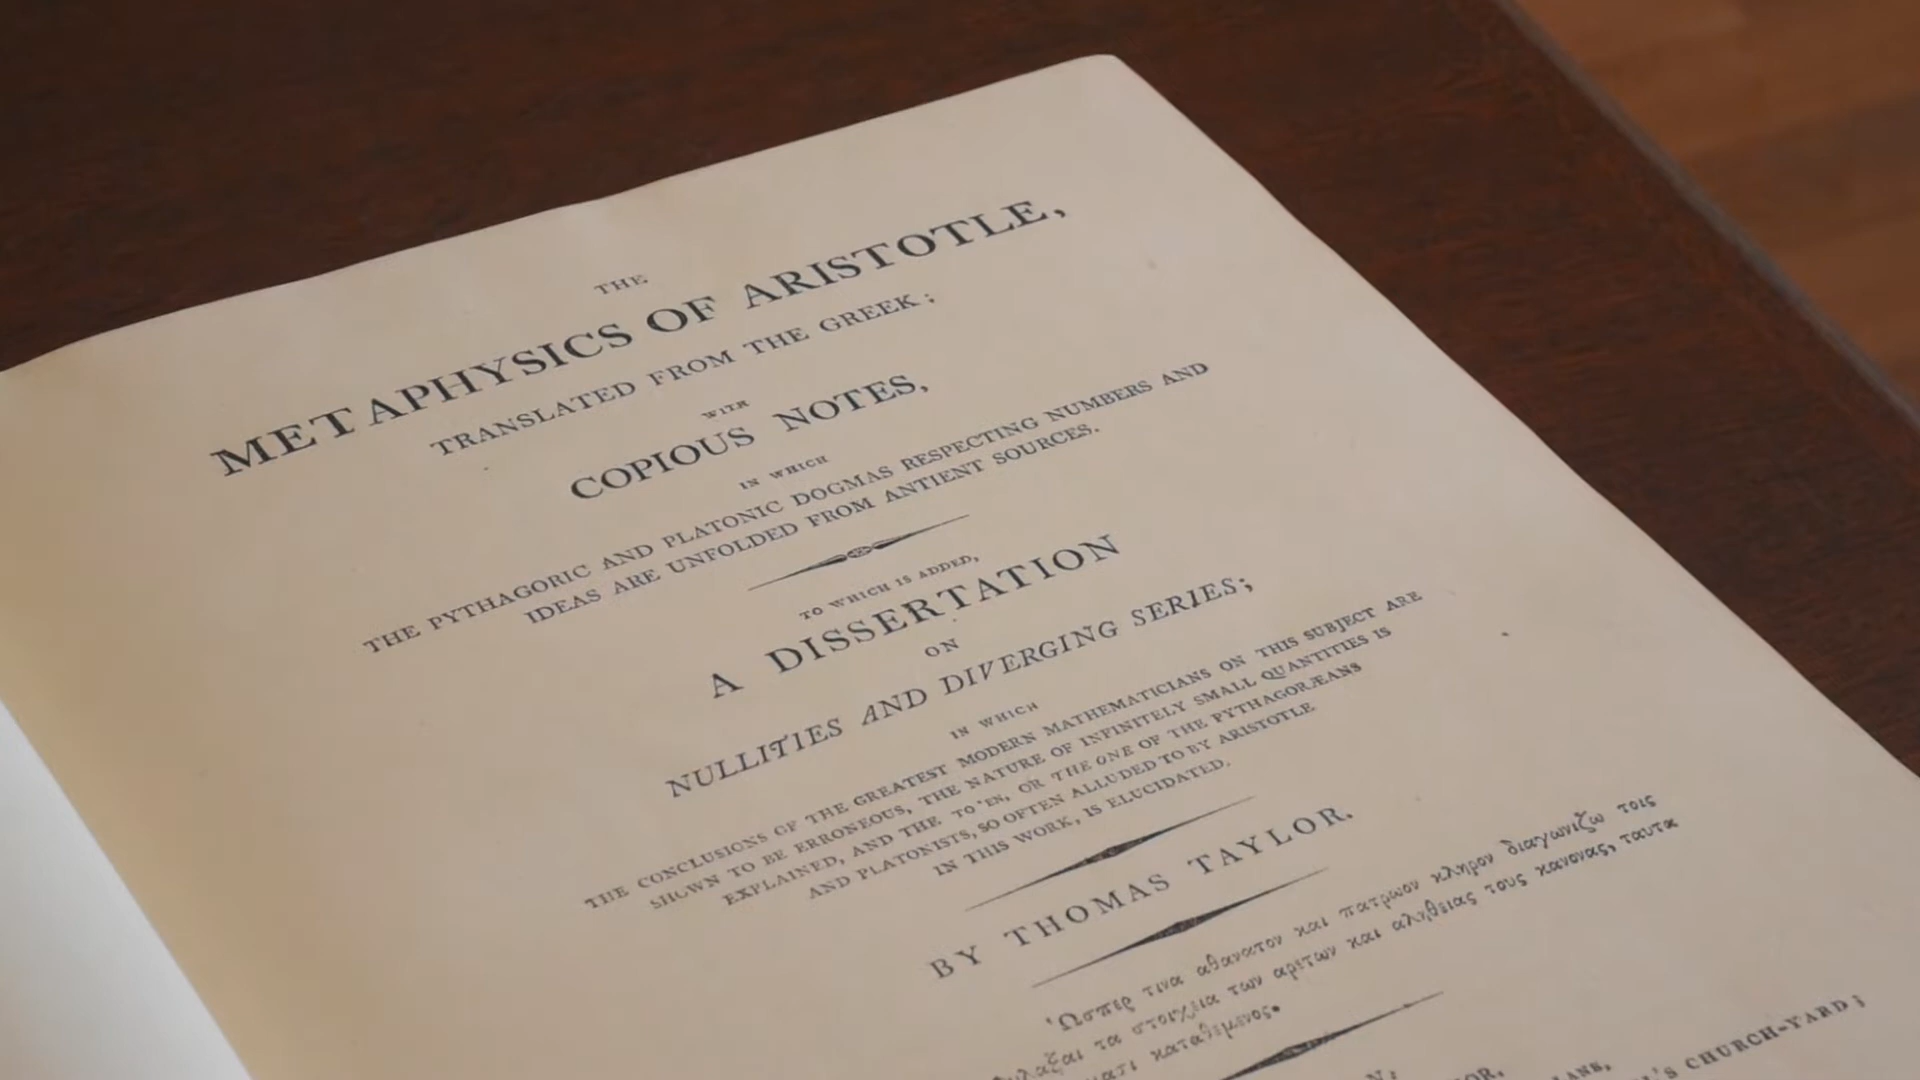 THE
METAPHYSICS OF ARISTOTLE,
TRANSLATED FROM THE GREEK;
WITH
COPIOUS NOTES,
IN WHICH
THE PYTHAGORIC AND PLATONIC DOGMAS RESPECTING NUMBERS AND
IDEAS ARE UNFOLDED FROM ANTIENT SOURCES.
TO WHICH IS ADDED,
A DISSERTATION
ON
NULLITIES AND DIVERGING SERIES;
IN WHICH
THE CONCLUSIONS OF THE GREATEST MODERN MATHEMATICIANS ON THIS SUBJECT ARE
SHOWN TO BE ERRONEOUS, THE NATURE OF INFINITELY SMALL QUANTITIES IS
EXPLAINED, AND THE ΤΟ ἙΝ, OR THE ONE OF THE PYTHAGORÆANS
AND PLATONISTS, SO OFTEN ALLUDED TO BY ARISTOTLE
IN THIS WORK, IS ELUCIDATED.
BY THOMAS TAYLOR.
Ὡσπερ τινα αθανατον και πατρωον κληρον διαγωνιζω τοις
τα στοιχεια των αρετων και αληθειας τους κανονας, ταυτα
καταθεμενος.
CHURCH-YARD;